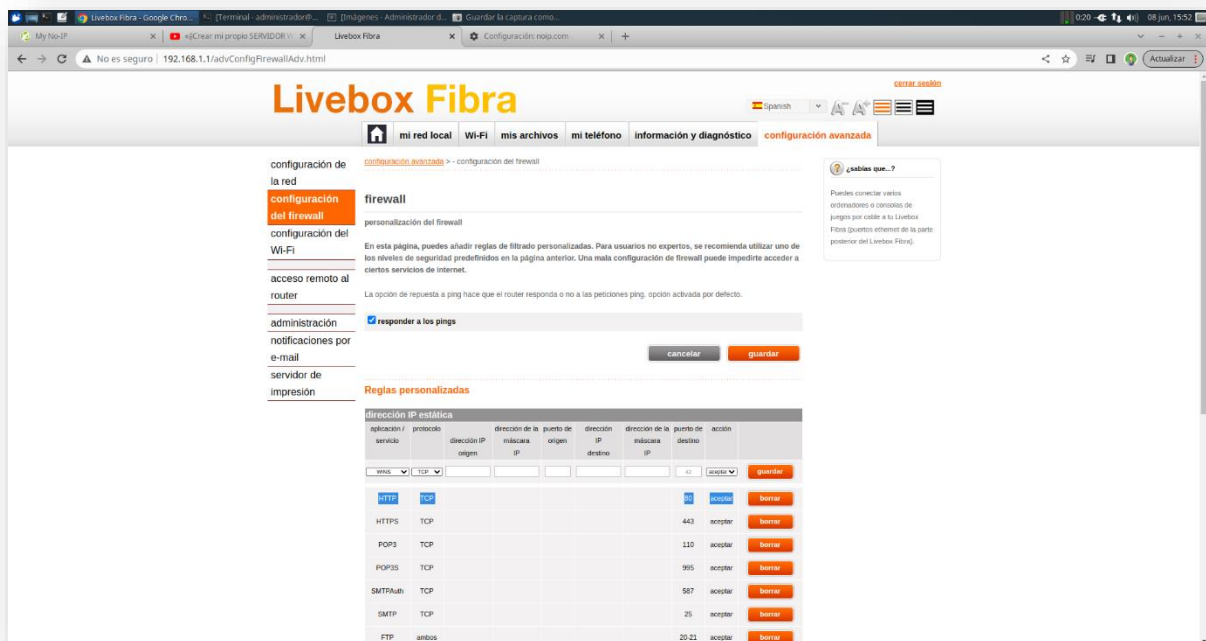 Livebox Fibra - Google Chro...
[Terminal - administrador@...
[Imágenes - Administrador d...
Guardar la captura como...
0:20
08 jun, 15:52
My No-IP
Livebox Fibra
Configuración: noip.com
No es seguro
192.168.1.1/advConfigFirewallAdv.html
Actualizar
cerrar sesión
Livebox Fibra
Spanish
mi red local
Wi-Fi
mis archivos
mi teléfono
información y diagnóstico
configuración avanzada
configuración de
la red
configuración
del firewall
configuración del
Wi-Fi
acceso remoto al
router
administración
notificaciones por
e-mail
servidor de
impresión
configuración avanzada > - configuración del firewall
firewall
personalización del firewall
En esta página, puedes añadir reglas de filtrado personalizadas. Para usuarios no expertos, se recomienda utilizar uno de
los niveles de seguridad predefinidos en la página anterior. Una mala configuración de firewall puede impedirte acceder a
ciertos servicios de internet.
La opción de repuesta a ping hace que el router responda o no a las peticiones ping. opción activada por defecto.
responder a los pings
cancelar
guardar
Reglas personalizadas
dirección IP estática
aplicación / servicio
protocolo
dirección IP origen
dirección de la máscara IP
puerto de origen
dirección IP destino
dirección de la máscara IP
puerto de destino
acción
WINS TCP 42 aceptar guardar
HTTP TCP 80 aceptar borrar
HTTPS TCP 443 aceptar borrar
POP3 TCP 110 aceptar borrar
POP3S TCP 995 aceptar borrar
SMTPAuth TCP 587 aceptar borrar
SMTP TCP 25 aceptar borrar
FTP ambos 20-21 aceptar borrar
¿sabías que...?
Puedes conectar varios
ordenadores o consolas de
juegos por cable a tu Livebox
Fibra (puertos ethernet de la parte
posterior del Livebox Fibra).